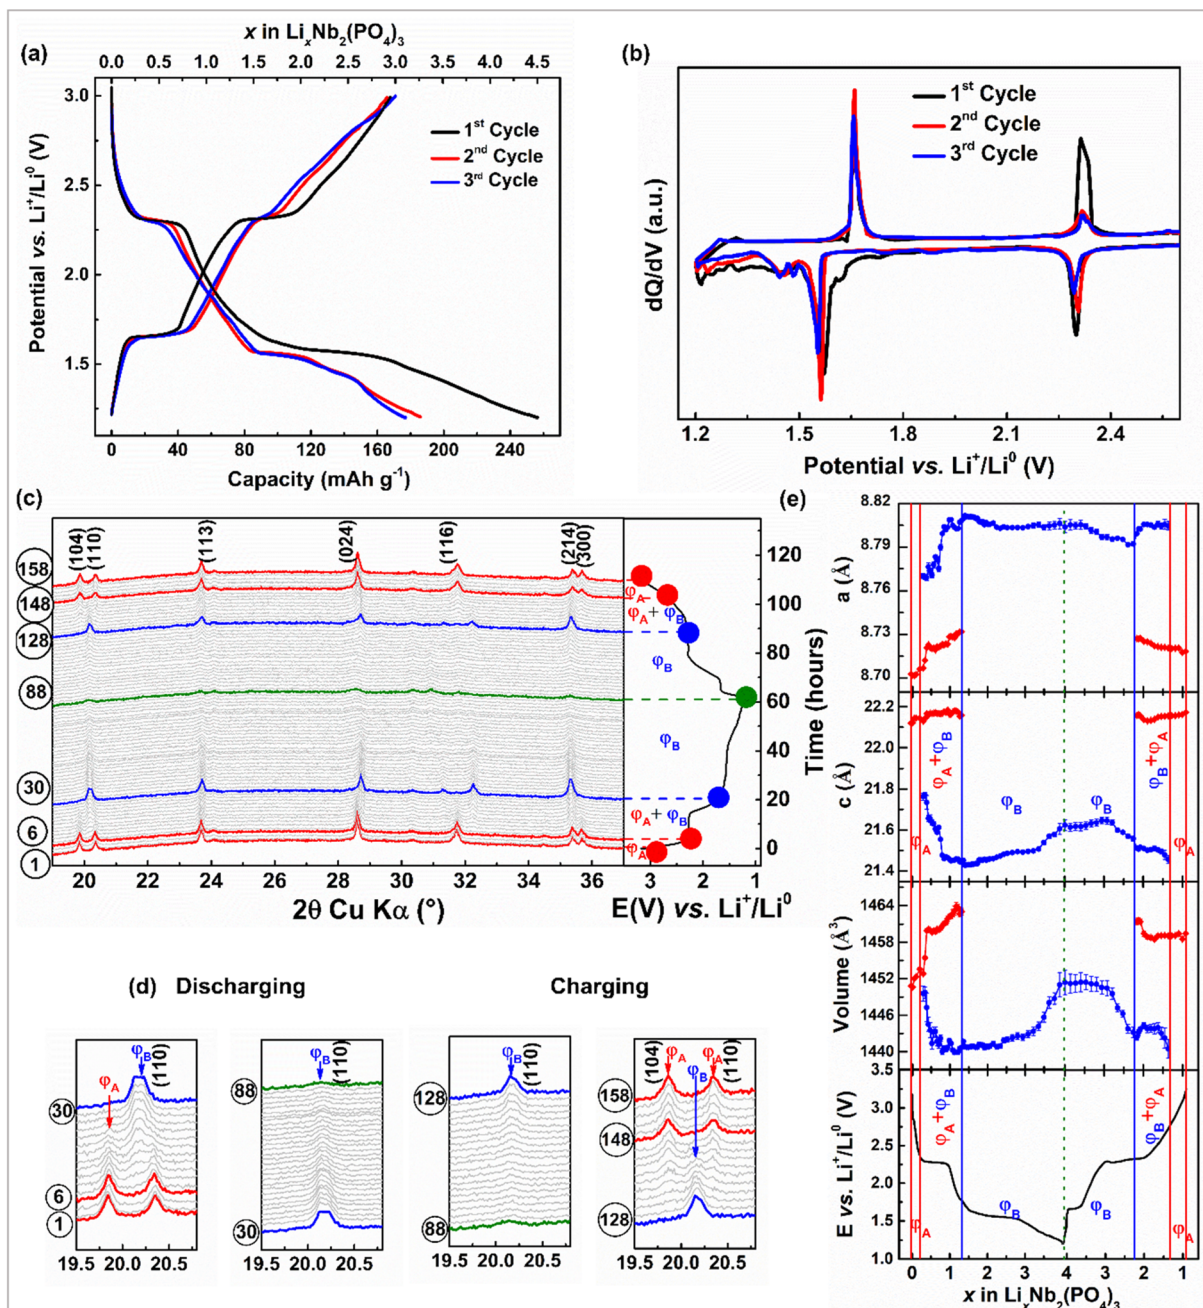 x in LixNb2(PO4)3
(a)
0.0 0.5 1.0 1.5 2.0 2.5 3.0 3.5 4.0 4.5
Potential vs. Li+/Li0 (V)
3.0
2.5
2.0
1.5
1st Cycle
2nd Cycle
3rd Cycle
0 40 80 120 160 200 240
Capacity (mAh g-1)
(b)
dQ/dV (a.u.)
1st Cycle
2nd Cycle
3rd Cycle
1.2 1.5 1.8 2.1 2.4
Potential vs. Li+/Li0 (V)
(c)
(104) (110) (113) (024) (116) (214) (300)
158
148
128
88
30
6
1
20 22 24 26 28 30 32 34 36
2θ Cu Kα (°)
φA
φA + φB
φB
φB
φA + φB
φA
3 2 1
E(V) vs. Li+/Li0
120
100
80
60
40
20
0
Time (hours)
(d) Discharging
Charging
φB
(110)
φA
30
6
1
19.5 20.0 20.5
φB (110)
88
30
19.5 20.0 20.5
φB (110)
128
88
19.5 20.0 20.5
(104) φA φA (110)
φB
158
148
128
19.5 20.0 20.5
(e)
a (Å)
8.82
8.79
8.76
8.73
8.70
c (Å)
22.2
22.0
21.8
21.6
21.4
φA
φA+φB
φB
φB
φB+φA
φA
Volume (Å3)
1464
1458
1452
1446
1440
E vs. Li+/Li0 (V)
3.5
3.0
2.5
2.0
1.5
1.0
φA
φA+φB
φB
φB
φB+φA
φA
0 1 2 3 4 3 2 1
x in LixNb2(PO4)3